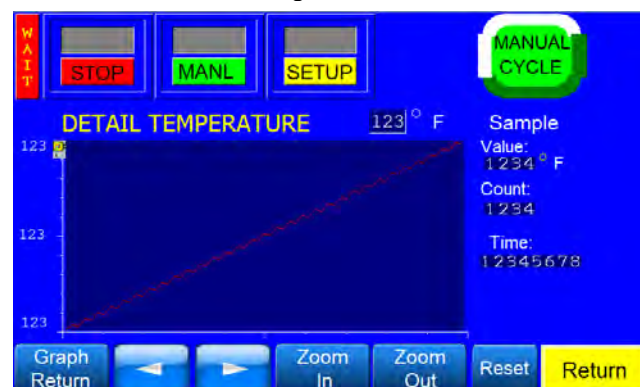 WAIT
STOP
MANL
SETUP
MANUAL
CYCLE
DETAIL TEMPERATURE
123 ° F
Sample
Value:
1234 ° F
Count:
1234
Time:
12345678
123
123
123
Graph
Return
Zoom
In
Zoom
Out
Reset
Return